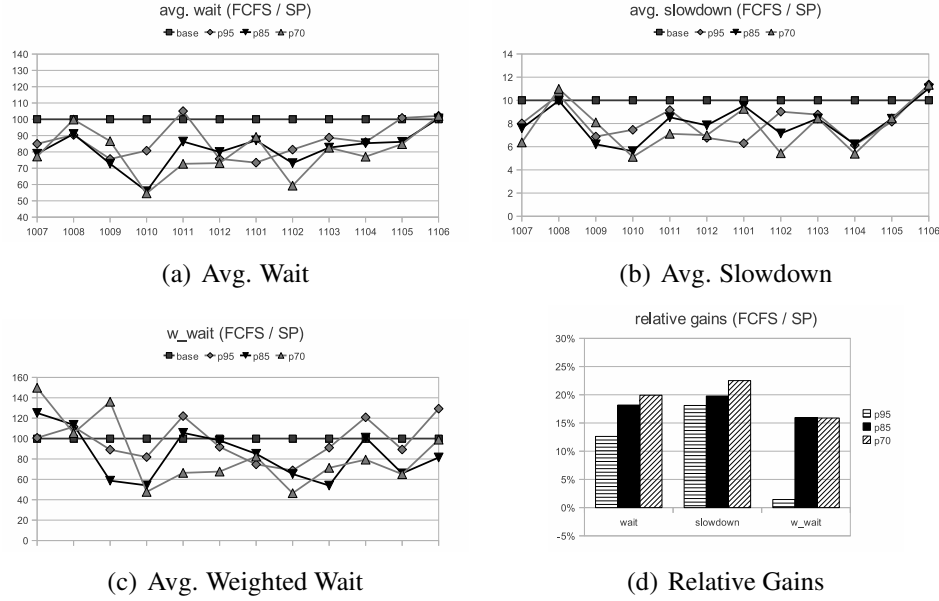 avg. wait (FCFS / SP)
base p95 p85 p70
140
130
120
110
100
90
80
70
60
50
40
1007 1008 1009 1010 1011 1012 1101 1102 1103 1104 1105 1106
(a) Avg. Wait
avg. slowdown (FCFS / SP)
base p95 p85 p70
14
12
10
8
6
4
2
0
1007 1008 1009 1010 1011 1012 1101 1102 1103 1104 1105 1106
(b) Avg. Slowdown
w_wait (FCFS / SP)
base p95 p85 p70
160
140
120
100
80
60
40
20
0
(c) Avg. Weighted Wait
relative gains (FCFS / SP)
30%
25%
20%
15%
10%
5%
0%
-5%
wait slowdown w_wait
p95
p85
p70
(d) Relative Gains